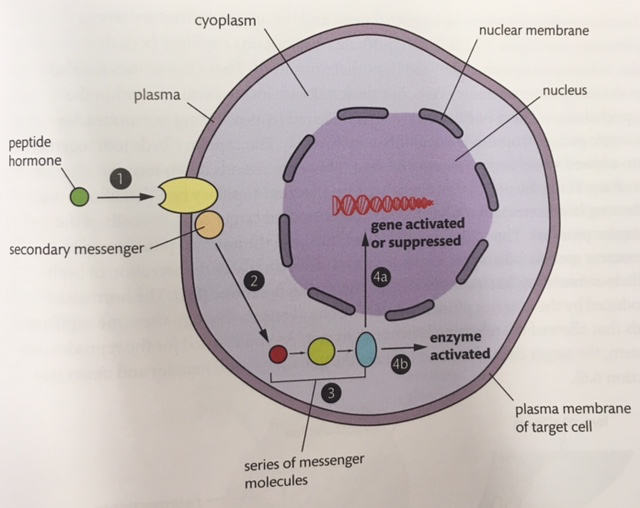 cyoplasm
nuclear membrane
plasma
nucleus
peptide
hormone
1
gene activated
or suppressed
secondary messenger
2
4a
enzyme
activated
4b
3
plasma membrane
of target cell
series of messenger
molecules